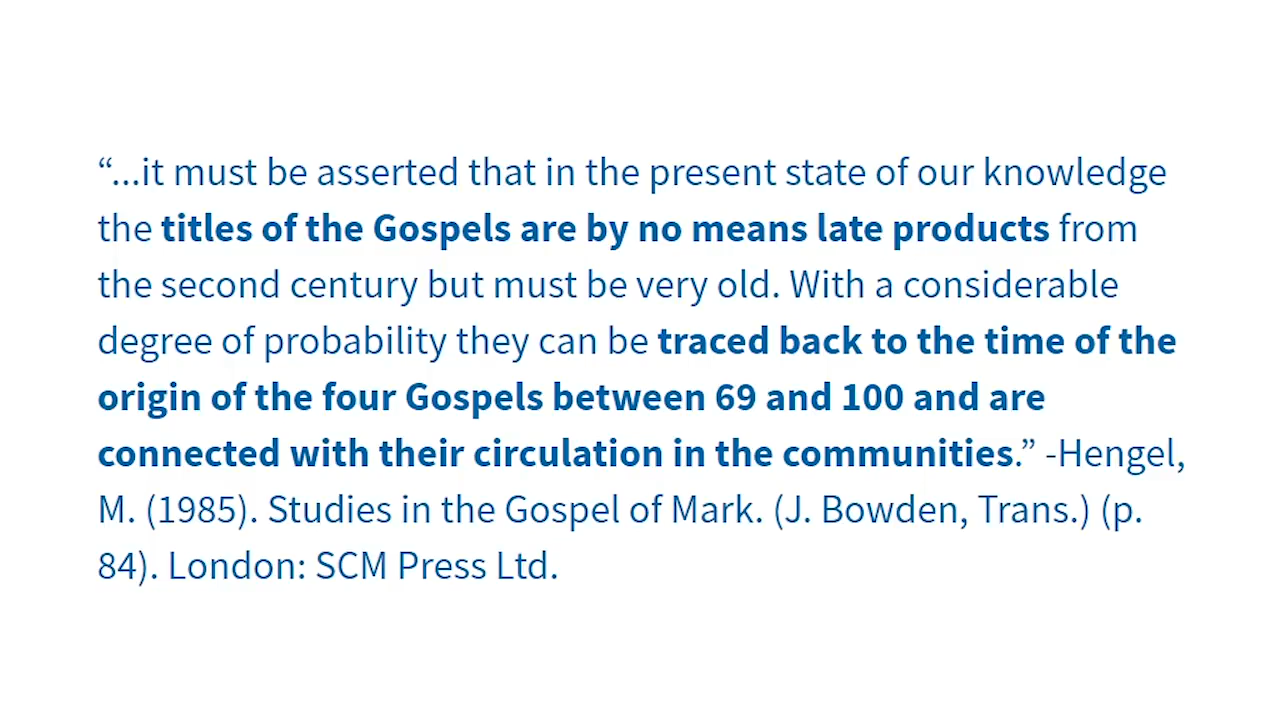 “...it must be asserted that in the present state of our knowledge
the titles of the Gospels are by no means late products from
the second century but must be very old. With a considerable
degree of probability they can be traced back to the time of the
origin of the four Gospels between 69 and 100 and are
connected with their circulation in the communities.” -Hengel,
M. (1985). Studies in the Gospel of Mark. (J. Bowden, Trans.) (p.
84). London: SCM Press Ltd.